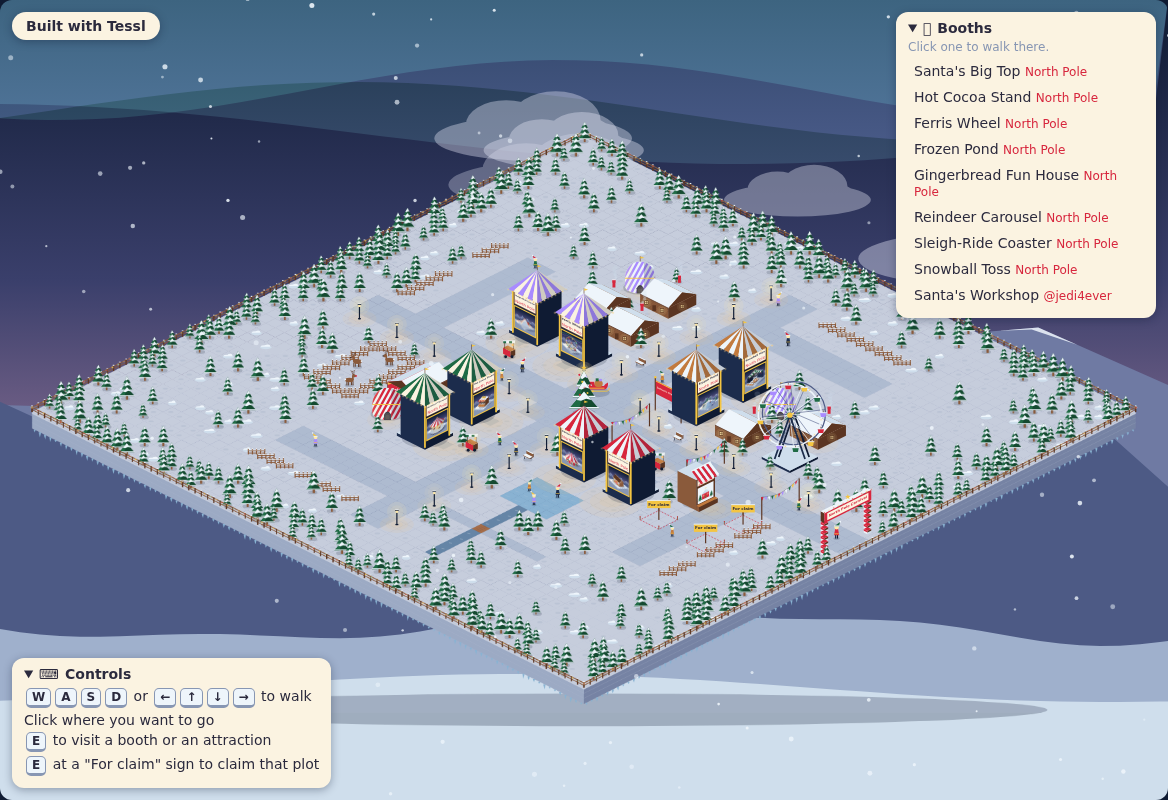 Built with Tessl
▼ Booths
Click one to walk there.
Santa's Big Top North Pole
Hot Cocoa Stand North Pole
Ferris Wheel North Pole
Frozen Pond North Pole
Gingerbread Fun House North
Pole
Reindeer Carousel North Pole
Sleigh-Ride Coaster North Pole
Snowball Toss North Pole
Santa's Workshop @jedi4ever
For claim
For claim
For claim
▼ ⌨ Controls
W A S D or ← ↑ ↓ → to walk
Click where you want to go
E to visit a booth or an attraction
E at a "For claim" sign to claim that plot